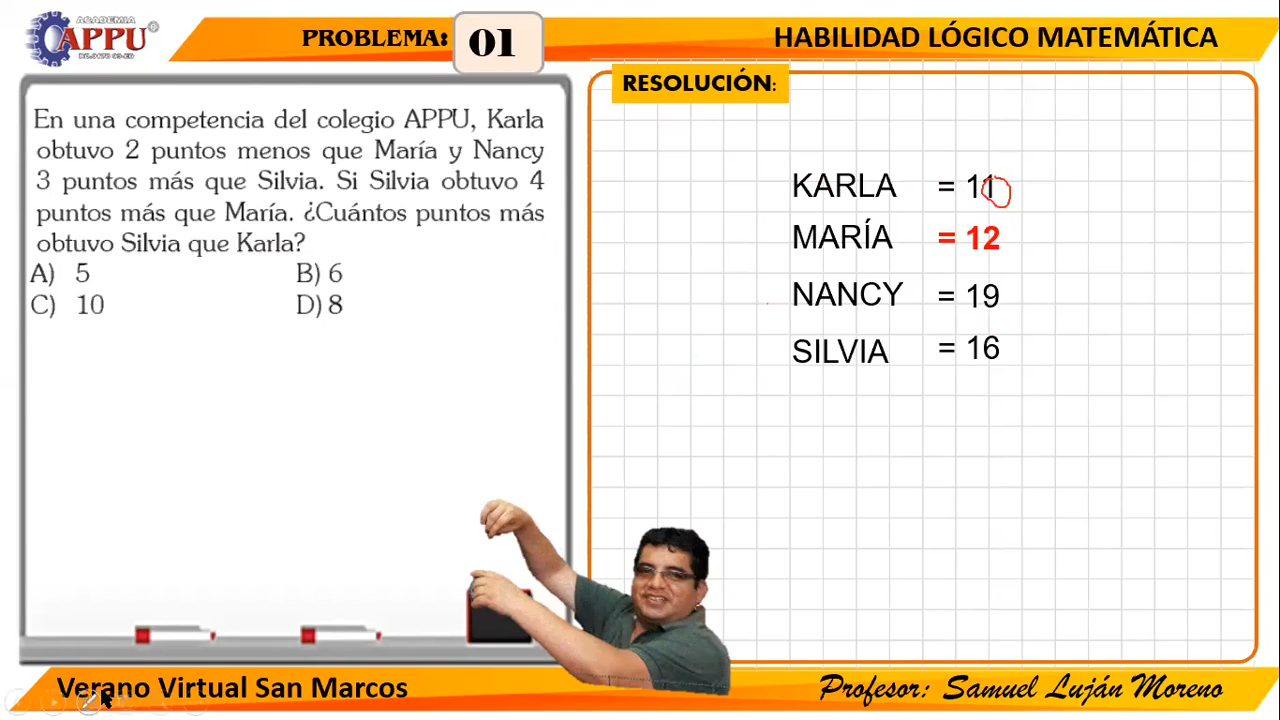 ACADEMIA
APPU
PROBLEMA:
01
HABILIDAD LÓGICO MATEMÁTICA
RESOLUCIÓN:
En una competencia del colegio APPU, Karla
obtuvo 2 puntos menos que María y Nancy
3 puntos más que Silvia. Si Silvia obtuvo 4
puntos más que María. ¿Cuántos puntos más
obtuvo Silvia que Karla?
A) 5 B) 6
C) 10 D) 8
KARLA = 11
MARÍA = 12
NANCY = 19
SILVIA = 16
Verano Virtual San Marcos
Profesor: Samuel Luján Moreno